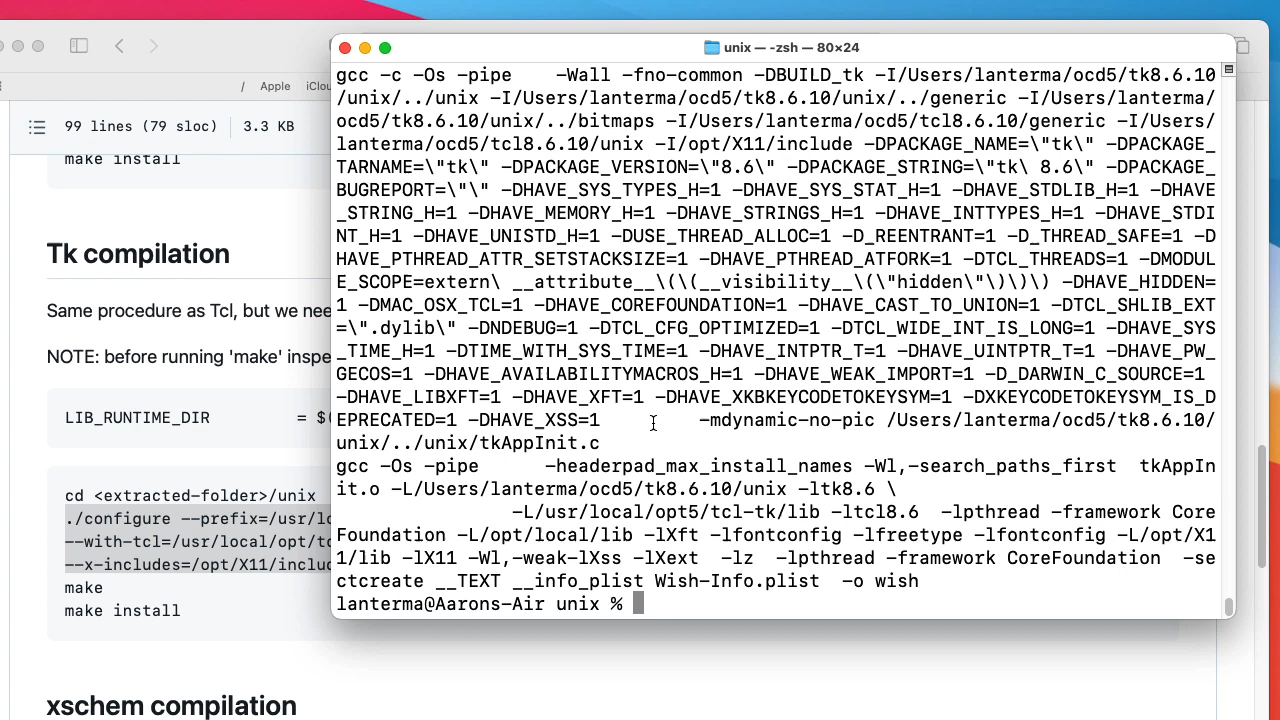 unix — -zsh — 80×24
/ Apple iClou
99 lines (79 sloc) 3.3 KB
make install
Tk compilation
Same procedure as Tcl, but we nee
NOTE: before running 'make' inspe
LIB_RUNTIME_DIR = $(
cd <extracted-folder>/unix
./configure --prefix=/usr/lo
--with-tcl=/usr/local/opt/tc
--x-includes=/opt/X11/includ
make
make install
xschem compilation
gcc -c -Os -pipe -Wall -fno-common -DBUILD_tk -I/Users/lanterma/ocd5/tk8.6.10
/unix/../unix -I/Users/lanterma/ocd5/tk8.6.10/unix/../generic -I/Users/lanterma/
ocd5/tk8.6.10/unix/../bitmaps -I/Users/lanterma/ocd5/tcl8.6.10/generic -I/Users/
lanterma/ocd5/tcl8.6.10/unix -I/opt/X11/include -DPACKAGE_NAME=\"tk\" -DPACKAGE_
TARNAME=\"tk\" -DPACKAGE_VERSION=\"8.6\" -DPACKAGE_STRING=\"tk\ 8.6\" -DPACKAGE_
BUGREPORT=\"\" -DHAVE_SYS_TYPES_H=1 -DHAVE_SYS_STAT_H=1 -DHAVE_STDLIB_H=1 -DHAVE
_STRING_H=1 -DHAVE_MEMORY_H=1 -DHAVE_STRINGS_H=1 -DHAVE_INTTYPES_H=1 -DHAVE_STDI
NT_H=1 -DHAVE_UNISTD_H=1 -DUSE_THREAD_ALLOC=1 -D_REENTRANT=1 -D_THREAD_SAFE=1 -D
HAVE_PTHREAD_ATTR_SETSTACKSIZE=1 -DHAVE_PTHREAD_ATFORK=1 -DTCL_THREADS=1 -DMODUL
E_SCOPE=extern\ __attribute__\(\(__visibility__\(\"hidden\"\)\)\) -DHAVE_HIDDEN=
1 -DMAC_OSX_TCL=1 -DHAVE_COREFOUNDATION=1 -DHAVE_CAST_TO_UNION=1 -DTCL_SHLIB_EXT
=\".dylib\" -DNDEBUG=1 -DTCL_CFG_OPTIMIZED=1 -DTCL_WIDE_INT_IS_LONG=1 -DHAVE_SYS
_TIME_H=1 -DTIME_WITH_SYS_TIME=1 -DHAVE_INTPTR_T=1 -DHAVE_UINTPTR_T=1 -DHAVE_PW_
GECOS=1 -DHAVE_AVAILABILITYMACROS_H=1 -DHAVE_WEAK_IMPORT=1 -D_DARWIN_C_SOURCE=1
-DHAVE_LIBXFT=1 -DHAVE_XFT=1 -DHAVE_XKBKEYCODETOKEYSYM=1 -DXKEYCODETOKEYSYM_IS_D
EPRECATED=1 -DHAVE_XSS=1 -mdynamic-no-pic /Users/lanterma/ocd5/tk8.6.10/
unix/../unix/tkAppInit.c
gcc -Os -pipe -headerpad_max_install_names -Wl,-search_paths_first tkAppIn
it.o -L/Users/lanterma/ocd5/tk8.6.10/unix -ltk8.6 \
-L/usr/local/opt5/tcl-tk/lib -ltcl8.6 -lpthread -framework Core
Foundation -L/opt/local/lib -lXft -lfontconfig -lfreetype -lfontconfig -L/opt/X1
1/lib -lX11 -Wl,-weak-lXss -lXext -lz -lpthread -framework CoreFoundation -se
ctcreate __TEXT __info_plist Wish-Info.plist -o wish
lanterma@Aarons-Air unix %